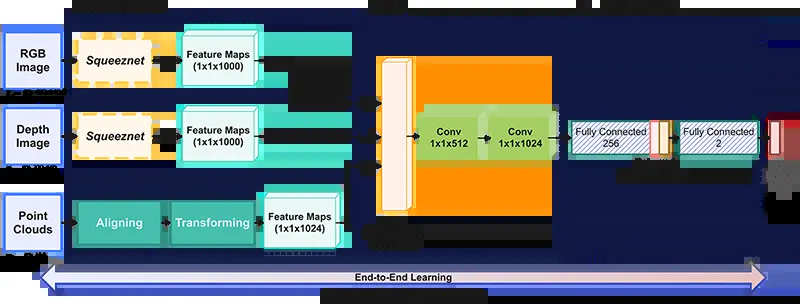 RGB
Image
Squeeznet
Feature Maps
(1x1x1000)
Depth
Image
Squeeznet
Feature Maps
(1x1x1000)
Conv
1x1x512
Conv
1x1x1024
Fully Connected
256
Fully Connected
2
Point
Clouds
Aligning
Transforming
Feature Maps
(1x1x1024)
End-to-End Learning